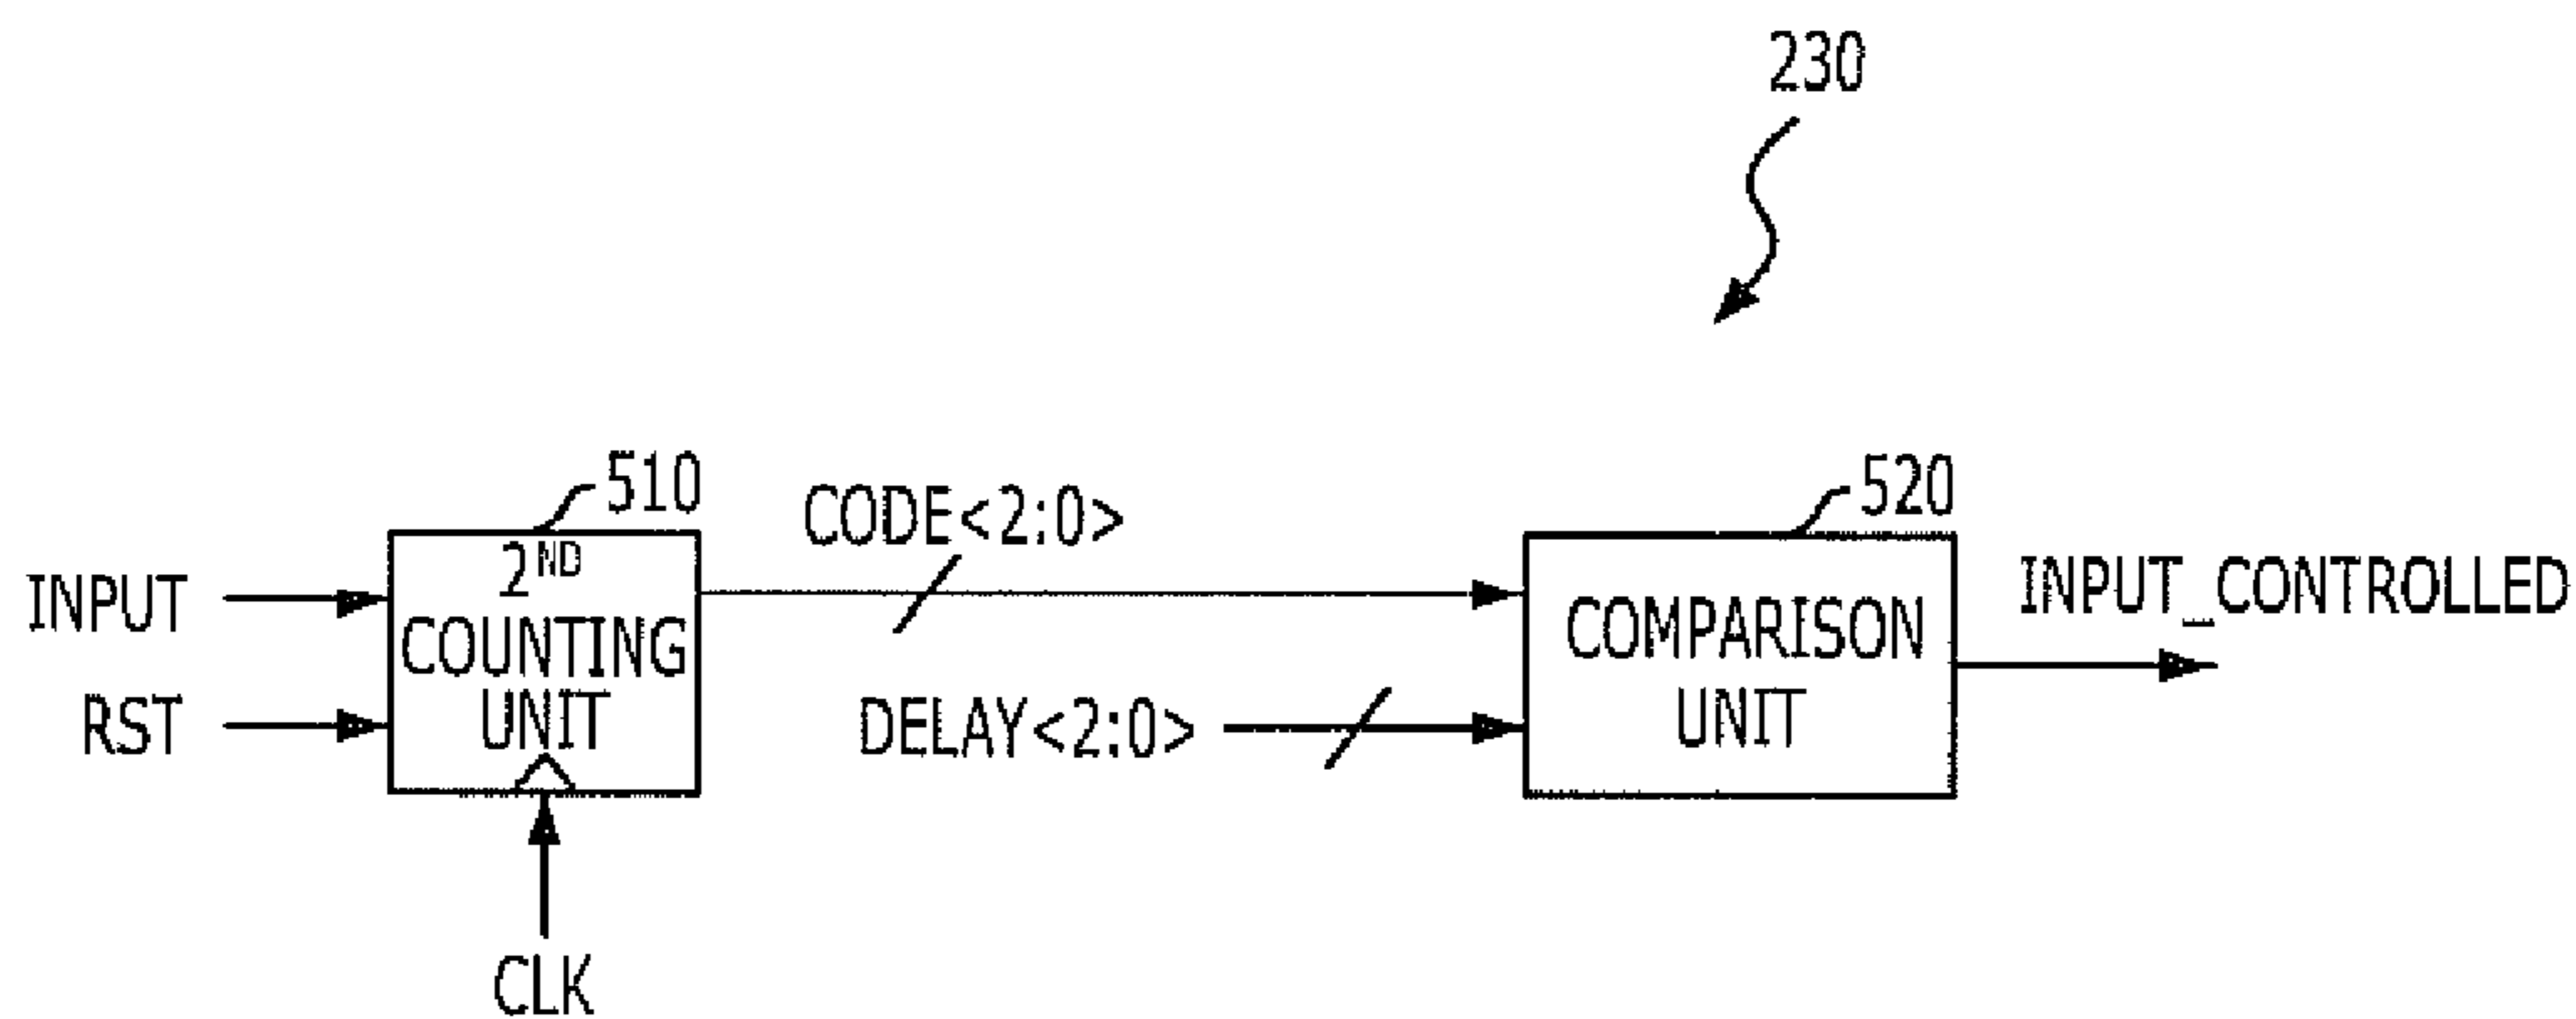 230
510
520
INPUT
RST
2ND
COUNTING
UNIT
CLK
CODE<2:0>
DELAY<2:0>
COMPARISON
UNIT
INPUT_CONTROLLED